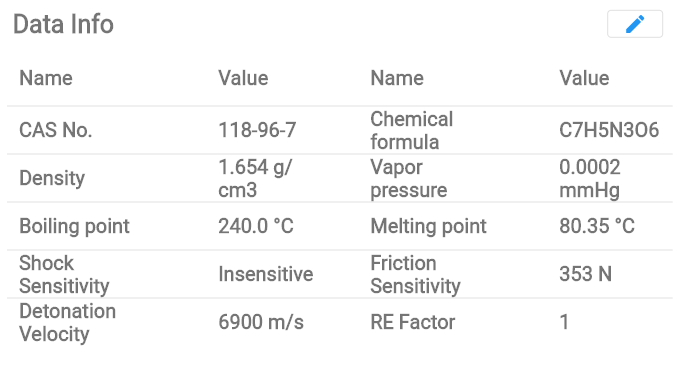 Data Info
Name Value Name Value
CAS No. 118-96-7 Chemical formula C7H5N3O6
Density 1.654 g/cm3 Vapor pressure 0.0002 mmHg
Boiling point 240.0 °C Melting point 80.35 °C
Shock Sensitivity Insensitive Friction Sensitivity 353 N
Detonation Velocity 6900 m/s RE Factor 1